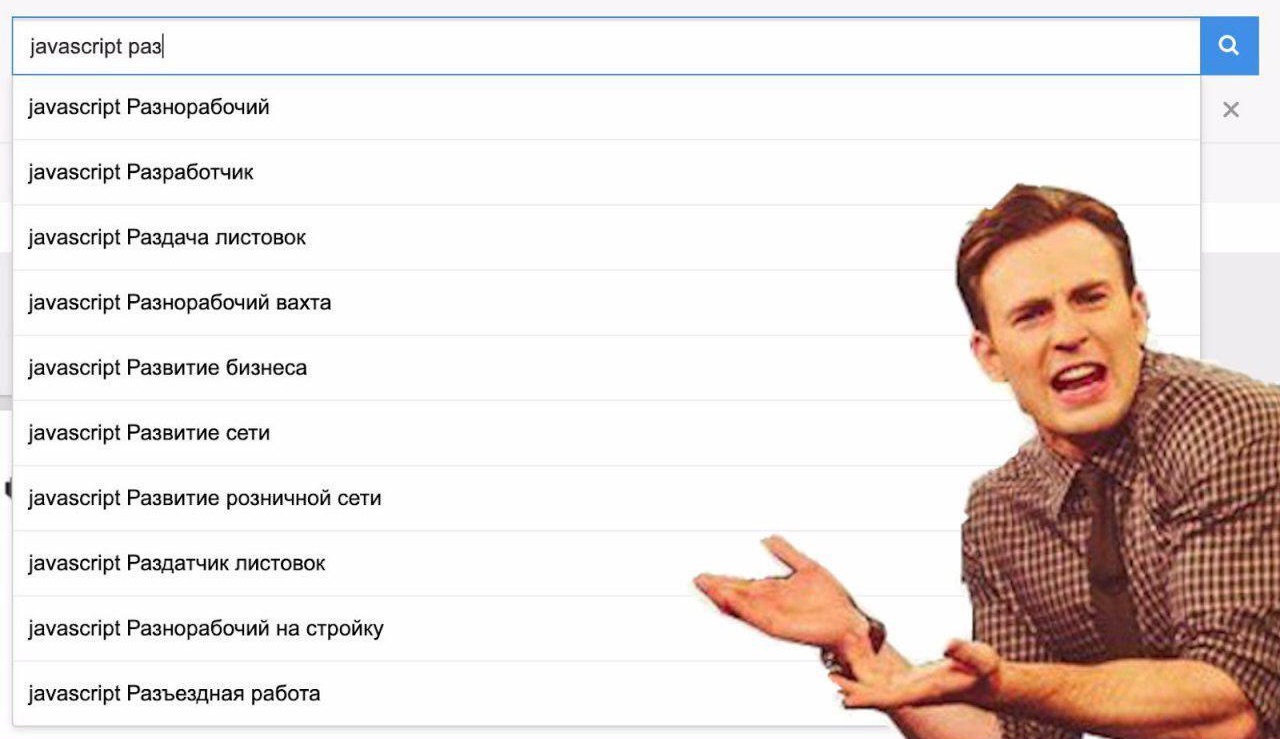 javascript раз
javascript Разнорабочий
javascript Разработчик
javascript Раздача листовок
javascript Разнорабочий вахта
javascript Развитие бизнеса
javascript Развитие сети
javascript Развитие розничной сети
javascript Раздатчик листовок
javascript Разнорабочий на стройку
javascript Разъездная работа